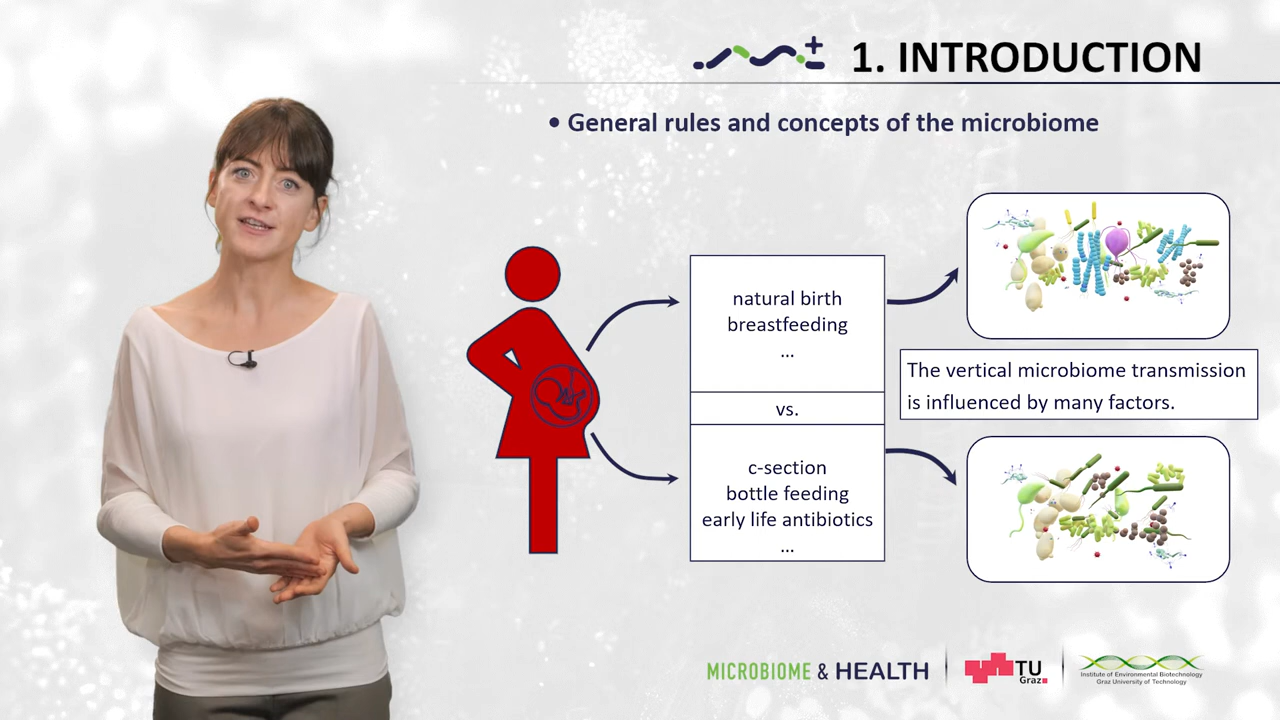 1. INTRODUCTION
• General rules and concepts of the microbiome
natural birth
breastfeeding
...
vs.
c-section
bottle feeding
early life antibiotics
...
The vertical microbiome transmission
is influenced by many factors.
MICROBIOME & HEALTH
TU
Graz
Institute of Environmental Biotechnology
Graz University of Technology